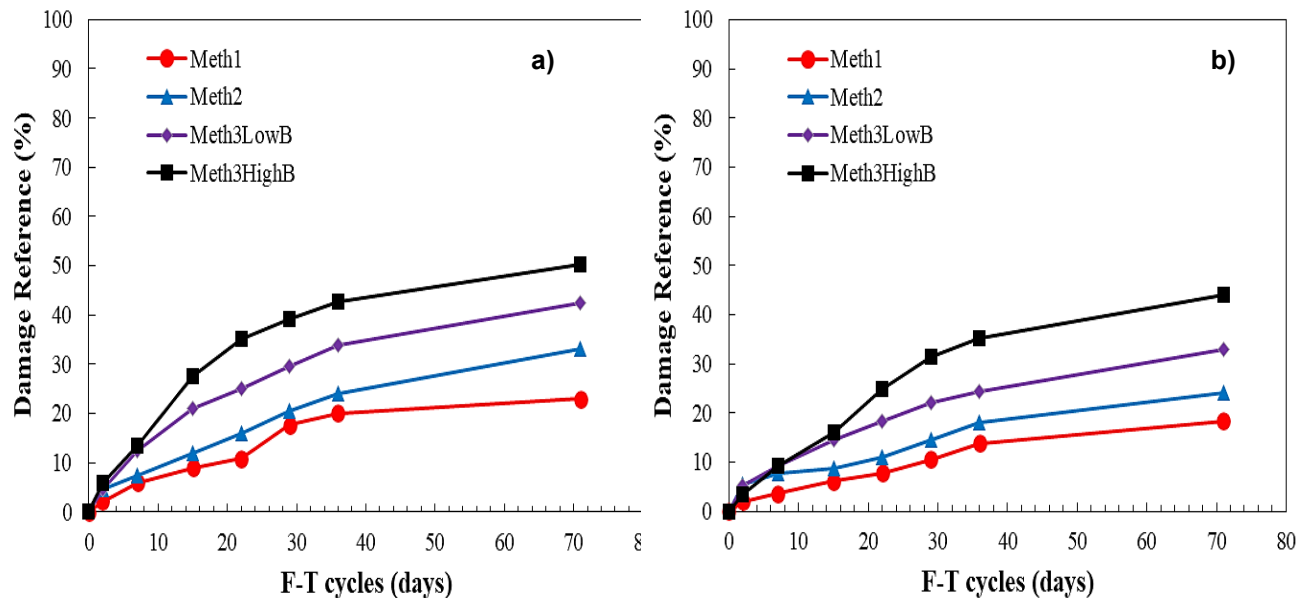 100
90
80
70
60
50
40
30
20
10
0
Damage Reference (%)
Meth1
Meth2
Meth3LowB
Meth3HighB
a)
0 10 20 30 40 50 60 70 8
F-T cycles (days)
100
90
80
70
60
50
40
30
20
10
0
Damage Reference (%)
Meth1
Meth2
Meth3LowB
Meth3HighB
b)
0 10 20 30 40 50 60 70 80
F-T cycles (days)